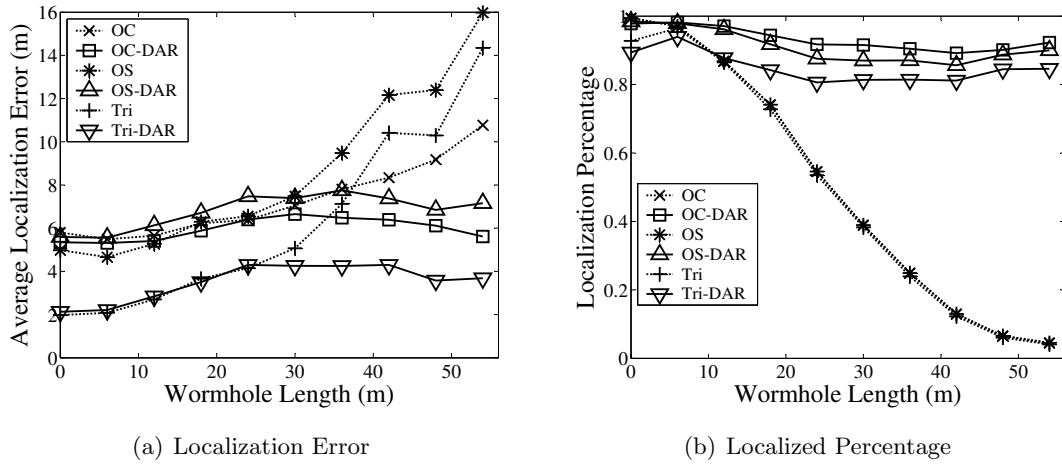 16
14
12
10
8
6
4
2
0
Average Localization Error (m)
OC
OC-DAR
OS
OS-DAR
Tri
Tri-DAR
0 10 20 30 40 50
Wormhole Length (m)
(a) Localization Error
1
0.8
0.6
0.4
0.2
0
Localization Percentage
OC
OC-DAR
OS
OS-DAR
Tri
Tri-DAR
0 10 20 30 40 50
Wormhole Length (m)
(b) Localized Percentage